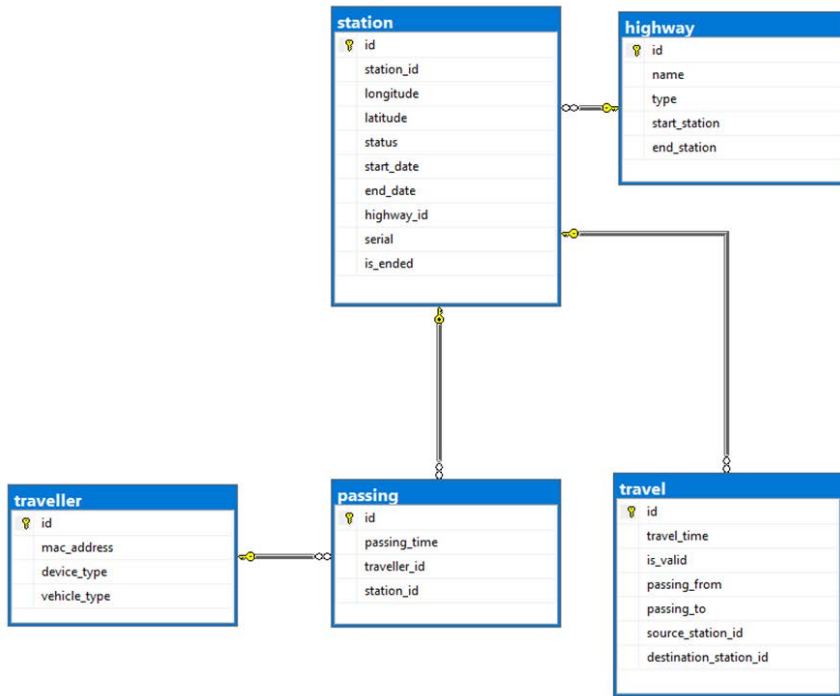 station
id
station_id
longitude
latitude
status
start_date
end_date
highway_id
serial
is_ended
highway
id
name
type
start_station
end_station
traveller
id
mac_address
device_type
vehicle_type
passing
id
passing_time
traveller_id
station_id
travel
id
travel_time
is_valid
passing_from
passing_to
source_station_id
destination_station_id